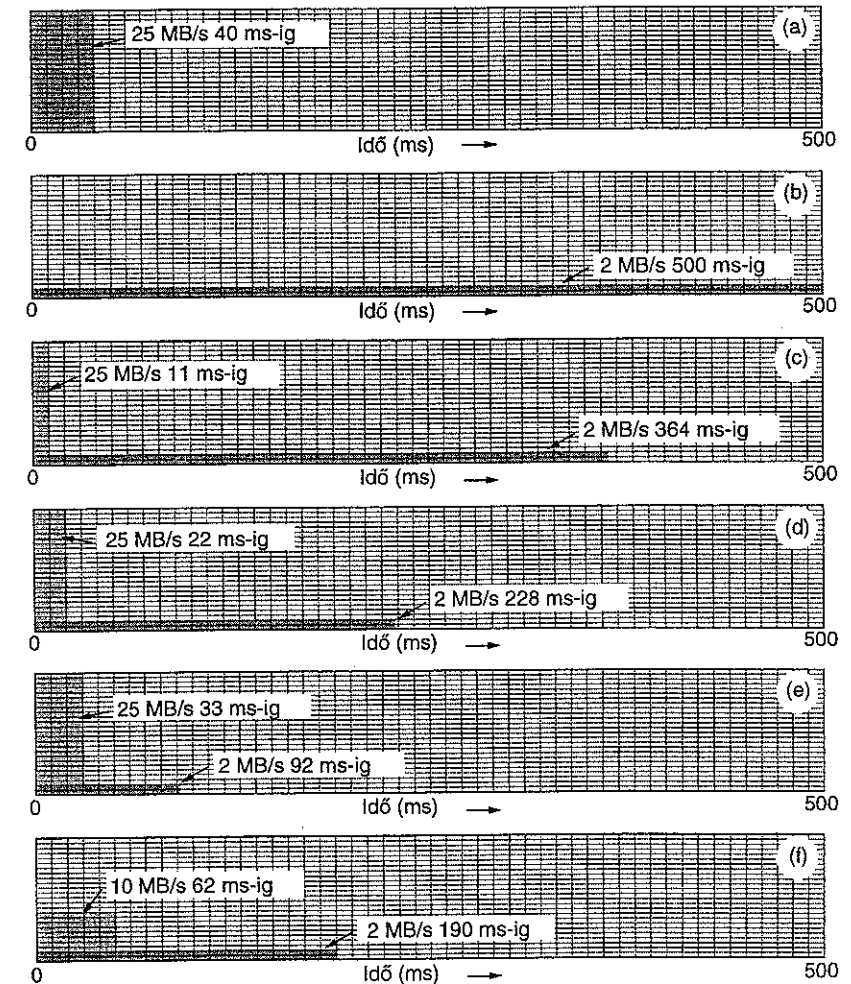 (a)
25 MB/s 40 ms-ig
0 Idő (ms) 500
(b)
2 MB/s 500 ms-ig
0 Idő (ms) 500
(c)
25 MB/s 11 ms-ig
2 MB/s 364 ms-ig
0 Idő (ms) 500
(d)
25 MB/s 22 ms-ig
2 MB/s 228 ms-ig
0 Idő (ms) 500
(e)
25 MB/s 33 ms-ig
2 MB/s 92 ms-ig
0 Idő (ms) 500
(f)
10 MB/s 62 ms-ig
2 MB/s 190 ms-ig
0 Idő (ms) 500